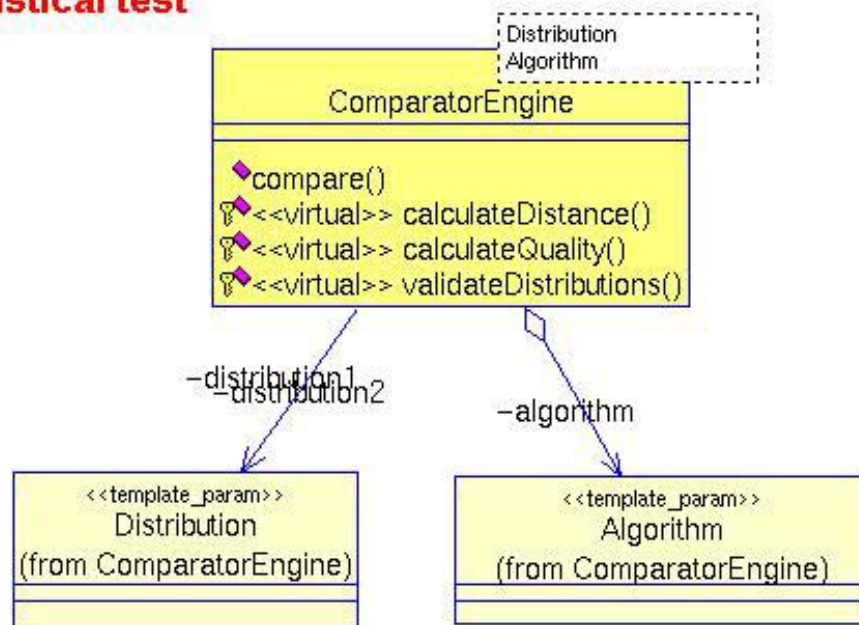 istical test
Distribution
Algorithm
ComparatorEngine
compare()
<<virtual>> calculateDistance()
<<virtual>> calculateQuality()
<<virtual>> validateDistributions()
−distribution1
−distribution2
−algorithm
<<template_param>>
Distribution
(from ComparatorEngine)
<<template_param>>
Algorithm
(from ComparatorEngine)